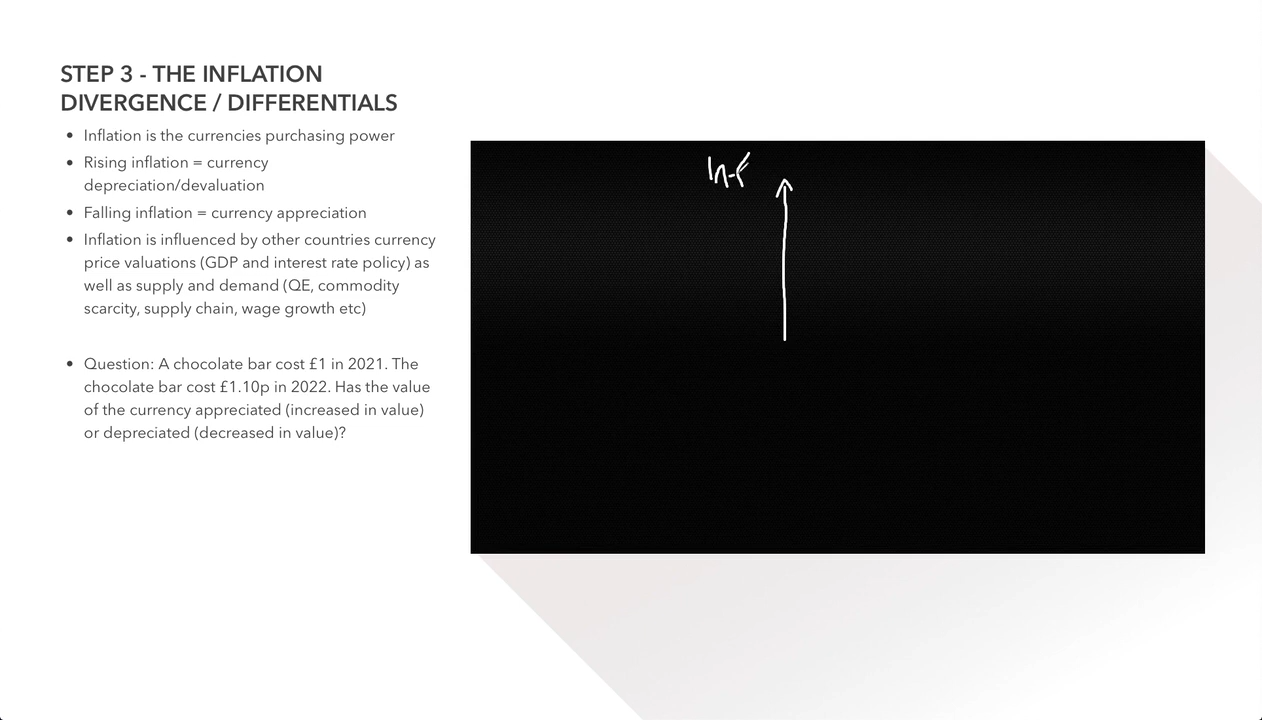 STEP 3 - THE INFLATION
DIVERGENCE / DIFFERENTIALS
• Inflation is the currencies purchasing power
• Rising inflation = currency
depreciation/devaluation
• Falling inflation = currency appreciation
• Inflation is influenced by other countries currency
price valuations (GDP and interest rate policy) as
well as supply and demand (QE, commodity
scarcity, supply chain, wage growth etc)
• Question: A chocolate bar cost £1 in 2021. The
chocolate bar cost £1.10p in 2022. Has the value
of the currency appreciated (increased in value)
or depreciated (decreased in value)?
Inf